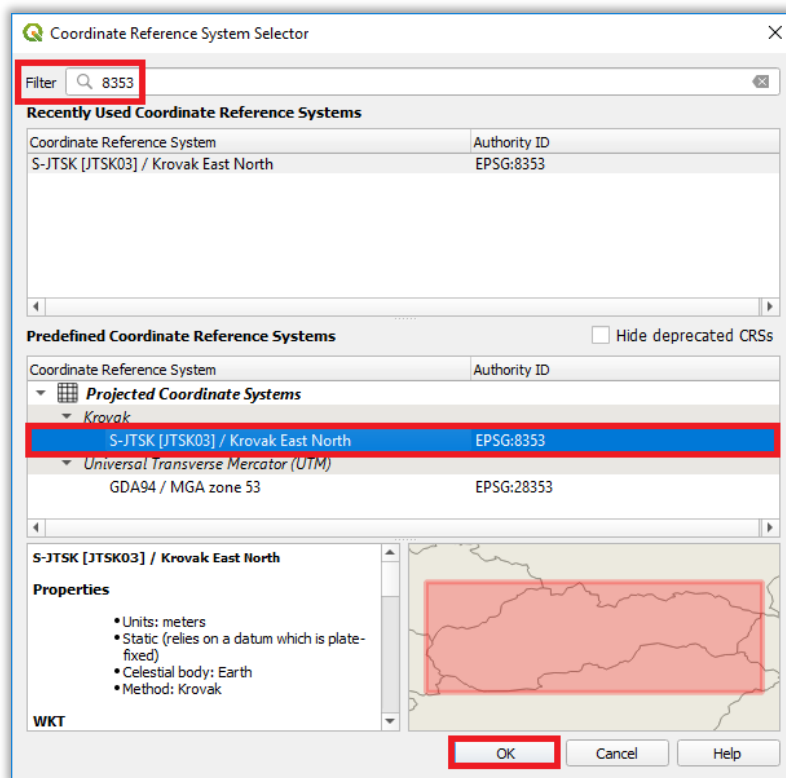 Coordinate Reference System Selector
Filter 8353
Recently Used Coordinate Reference Systems
Coordinate Reference System Authority ID
S-JTSK [JTSK03] / Krovak East North EPSG:8353
Predefined Coordinate Reference Systems Hide deprecated CRSs
Coordinate Reference System Authority ID
Projected Coordinate Systems
Krovak
S-JTSK [JTSK03] / Krovak East North EPSG:8353
Universal Transverse Mercator (UTM)
GDA94 / MGA zone 53 EPSG:28353
S-JTSK [JTSK03] / Krovak East North
Properties
•Units: meters
•Static (relies on a datum which is plate-
fixed)
•Celestial body: Earth
•Method: Krovak
WKT
OK Cancel Help